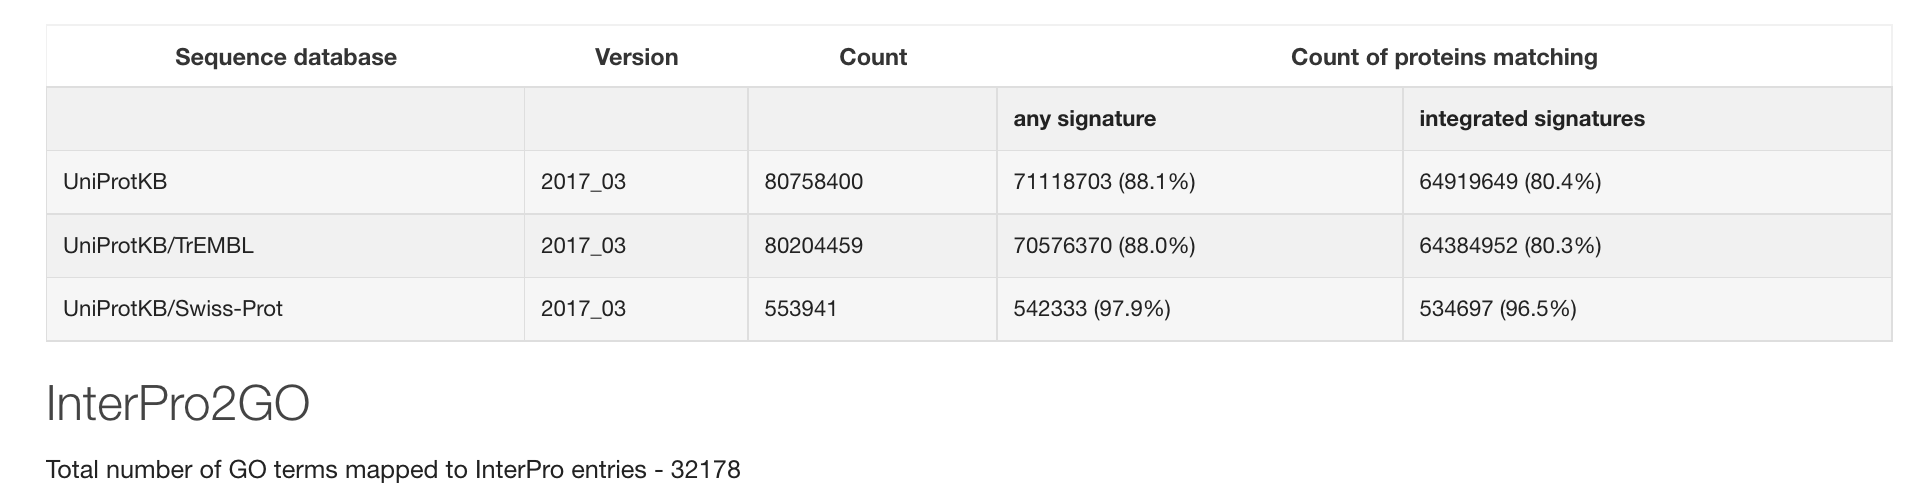 Sequence database Version Count Count of proteins matching
any signature integrated signatures
UniProtKB 2017_03 80758400 71118703 (88.1%) 64919649 (80.4%)
UniProtKB/TrEMBL 2017_03 80204459 70576370 (88.0%) 64384952 (80.3%)
UniProtKB/Swiss-Prot 2017_03 553941 542333 (97.9%) 534697 (96.5%)
InterPro2GO
Total number of GO terms mapped to InterPro entries - 32178